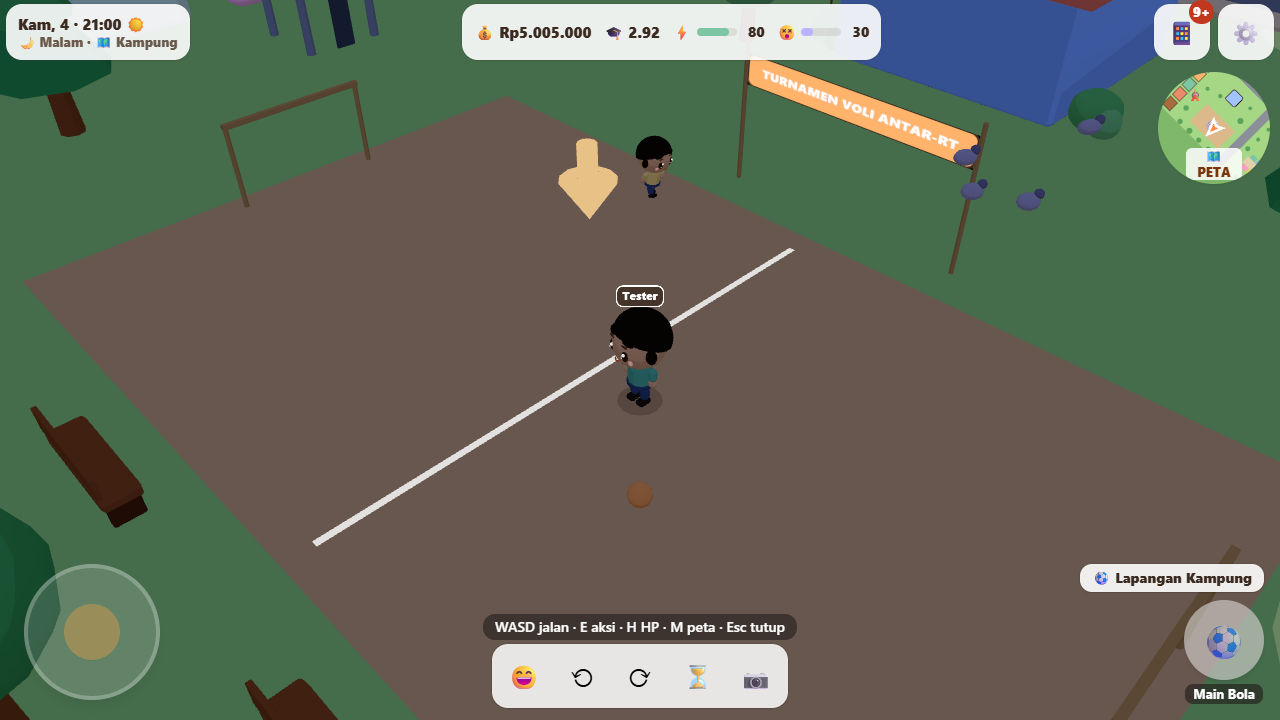 Kam, 4 · 21:00
Malam · Kampung
Rp5.005.000 2.92 80 30
9+
TURNAMEN VOLI ANTAR-RT
PETA
Tester
Lapangan Kampung
WASD jalan · E aksi · H HP · M peta · Esc tutup
Main Bola